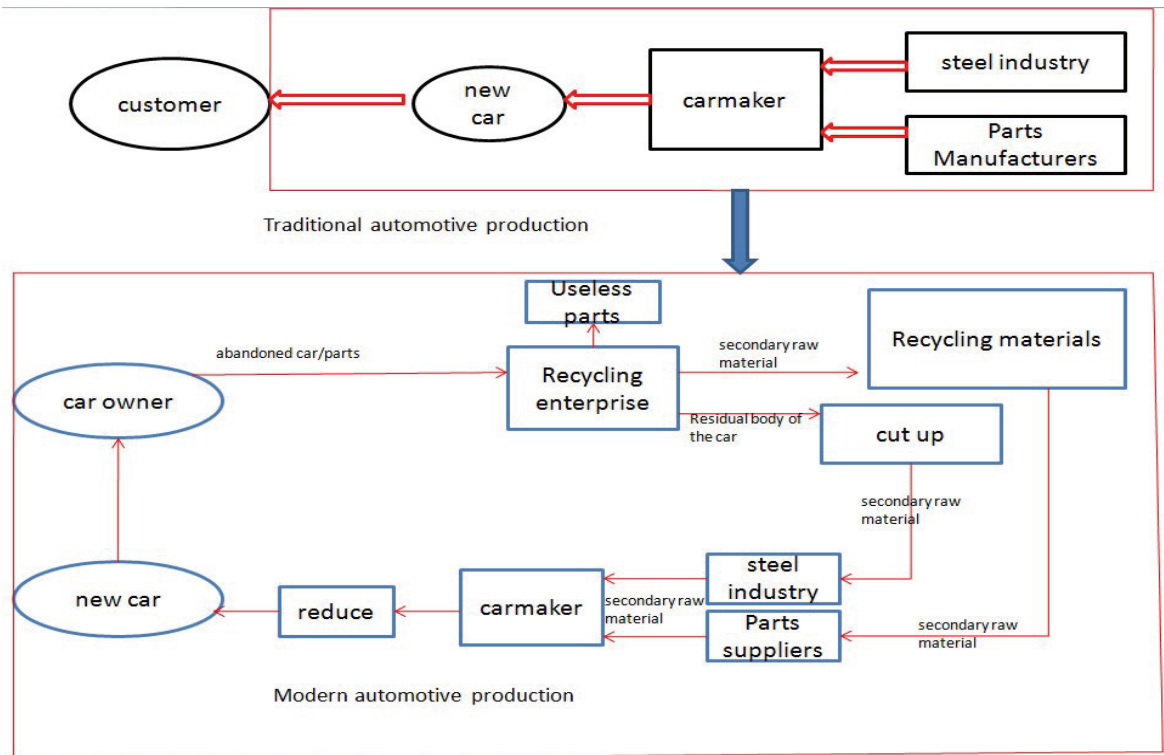 customer
new
car
carmaker
steel industry
Parts
Manufacturers
Traditional automotive production
Useless
parts
abandoned car/parts
car owner
Recycling
enterprise
secondary raw
material
Recycling materials
Residual body of
the car
cut up
secondary raw
material
new car
reduce
carmaker
secondary raw
material
steel
industry
Parts
suppliers
secondary raw
material
Modern automotive production